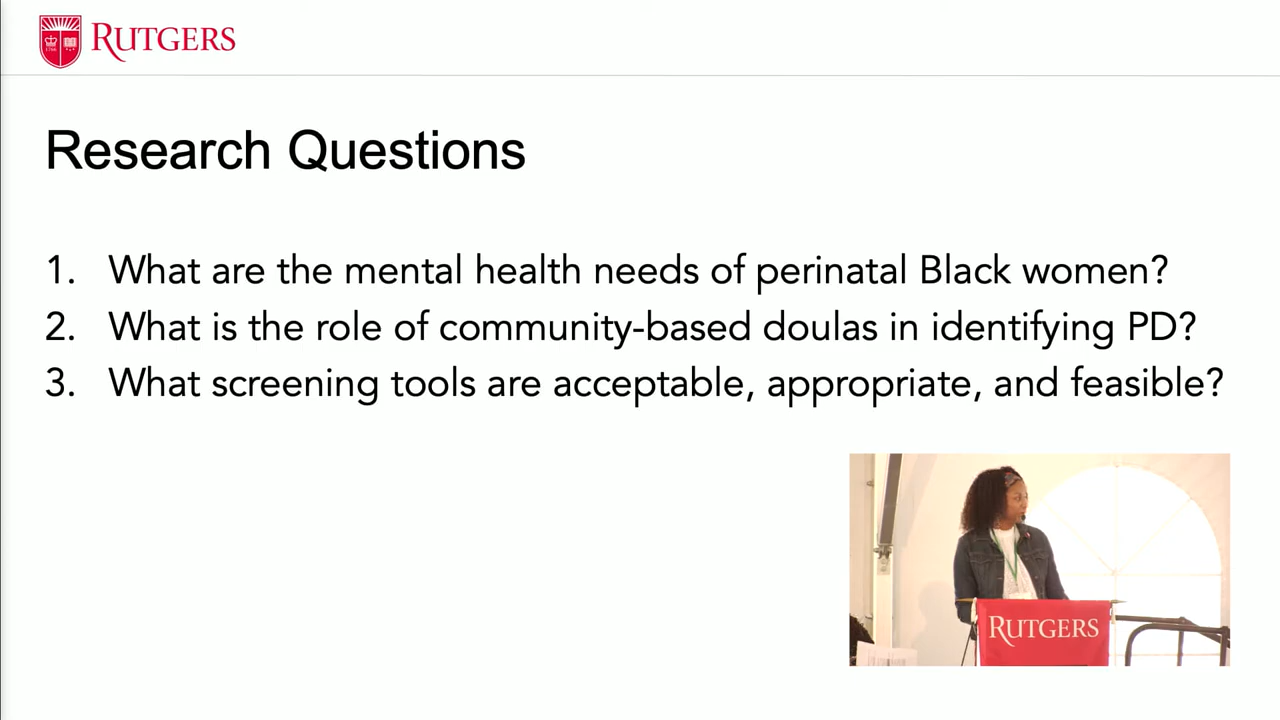 RUTGERS
Research Questions
1. What are the mental health needs of perinatal Black women?
2. What is the role of community-based doulas in identifying PD?
3. What screening tools are acceptable, appropriate, and feasible?
RUTGERS